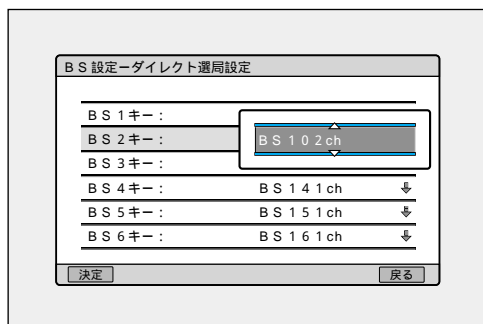 ＢＳ設定ーダイレクト選局設定
ＢＳ１キー：
ＢＳ２キー： ＢＳ１０２ch
ＢＳ３キー：
ＢＳ４キー： ＢＳ１４１ch
ＢＳ５キー： ＢＳ１５１ch
ＢＳ６キー： ＢＳ１６１ch
決定 戻る